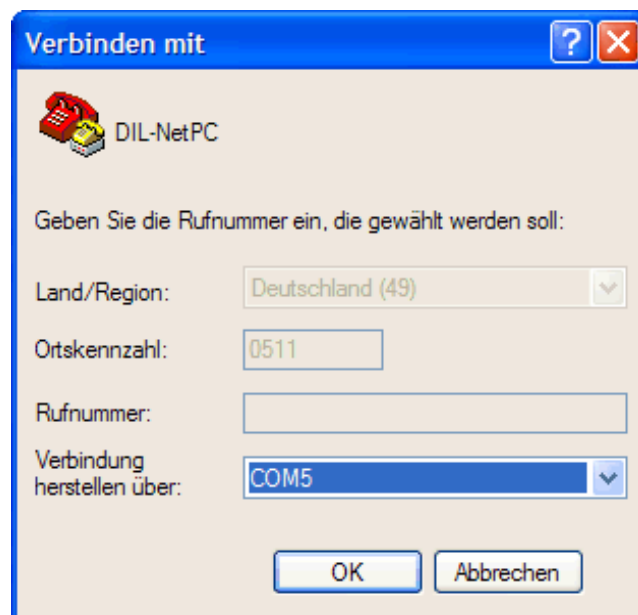 Verbinden mit
DIL-NetPC
Geben Sie die Rufnummer ein, die gewählt werden soll:
Land/Region: Deutschland (49)
Ortskennzahl: 0511
Rufnummer:
Verbindung
herstellen über: COM5
OK Abbrechen